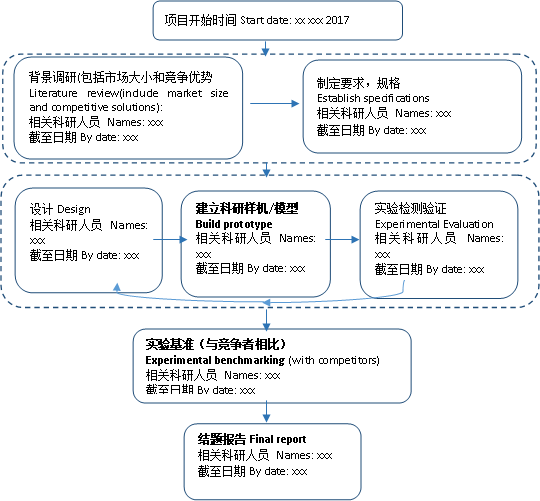 项目开始时间 Start date: xx xxx 2017
背景调研(包括市场大小和竞争优势
Literature review(include market size
and competitive solutions):
相关科研人员 Names: xxx
截至日期 By date: xxx
制定要求，规格
Establish specifications
相关科研人员 Names: xxx
截至日期 By date: xxx
设计 Design
相关科研人员 Names:
xxx
截至日期 By date: xxx
建立科研样机/模型
Build prototype
相关科研人员 Names:
xxx
截至日期 By date: xxx
实验检测验证
Experimental Evaluation
相关科研人员 Names:
xxx
截至日期 By date: xxx
实验基准（与竞争者相比）
Experimental benchmarking (with competitors)
相关科研人员 Names: xxx
截至日期 By date: xxx
结题报告 Final report
相关科研人员 Names: xxx
截至日期 By date: xxx